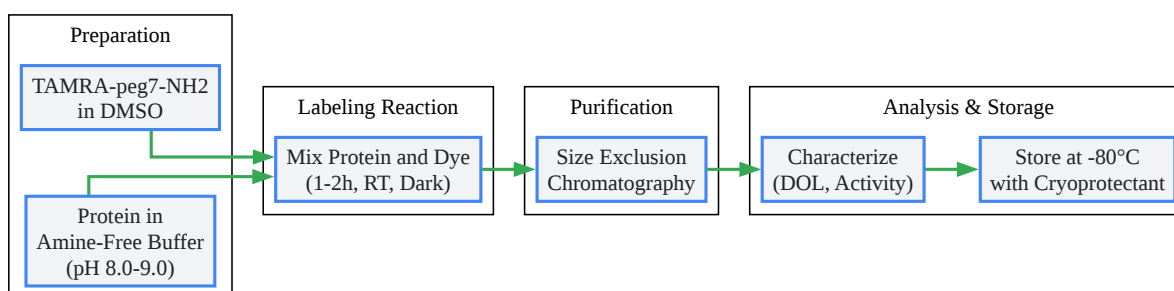 Preparation
TAMRA-peg7-NH2
in DMSO
Protein in
Amine-Free Buffer
(pH 8.0-9.0)
Labeling Reaction
Mix Protein and Dye
(1-2h, RT, Dark)
Purification
Size Exclusion
Chromatography
Analysis & Storage
Characterize
(DOL, Activity)
Store at -80°C
with Cryoprotectant